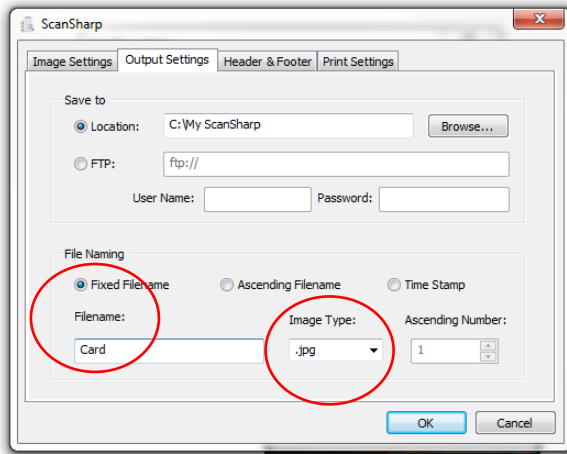 ScanSharp
Image Settings Output Settings Header & Footer Print Settings
Save to
Location: C:\My ScanSharp Browse...
FTP: ftp://
User Name: Password:
File Naming
Fixed Filename Ascending Filename Time Stamp
Filename: Image Type: Ascending Number:
Card .jpg 1
OK Cancel